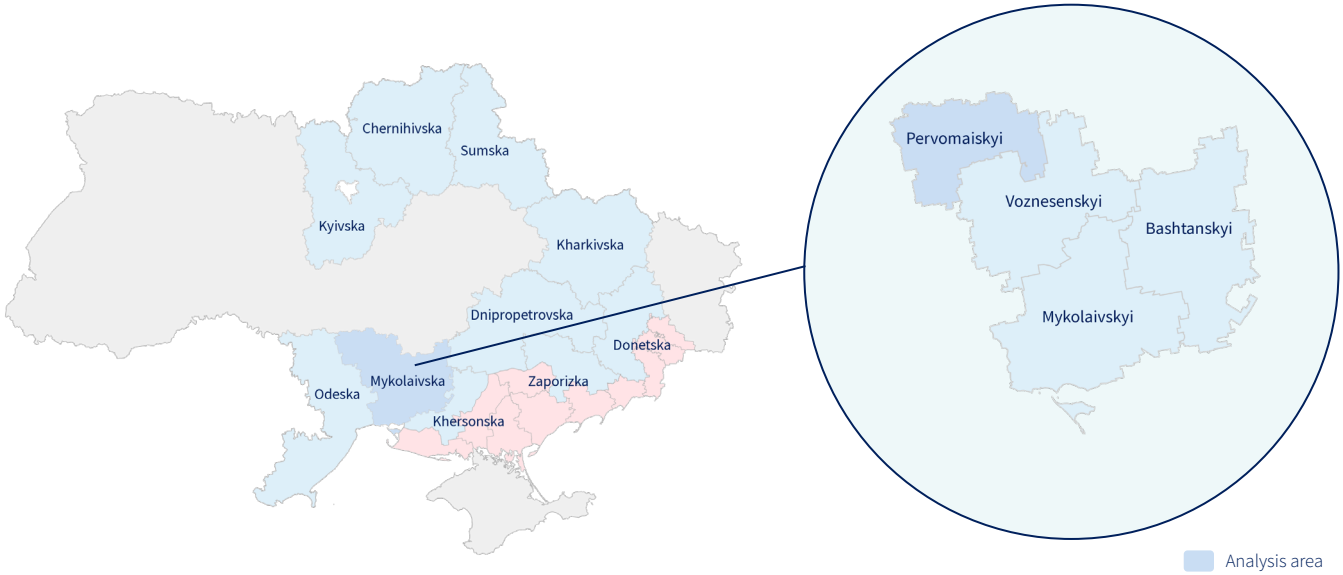 Chernihivska
Sumska
Kyivska
Kharkivska
Dnipropetrovska
Donetska
Mykolaivska
Zaporizka
Odeska
Khersonska
Pervomaiskyi
Voznesenskyi
Bashtanskyi
Mykolaivskyi
Analysis area